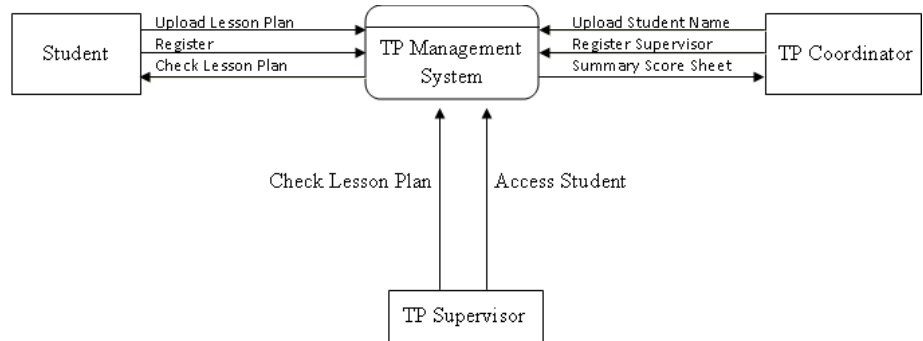 Upload Lesson Plan
Register
Check Lesson Plan
Student
TP Management
System
Upload Student Name
Register Supervisor
Summary Score Sheet
TP Coordinator
Check Lesson Plan
Access Student
TP Supervisor